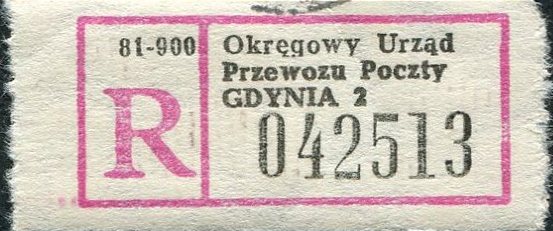 81-900
R
Okręgowy Urząd
Przewozu Poczty
GDYNIA 2
042513